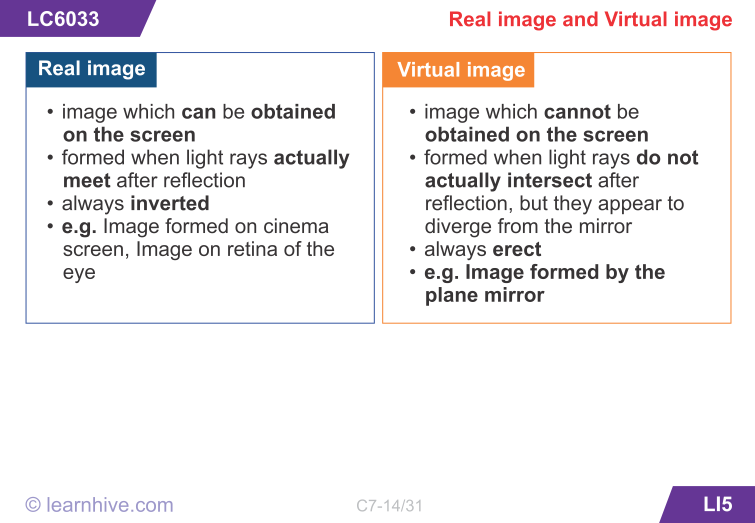 LC6033
Real image and Virtual image
Real image
• image which can be obtained
on the screen
• formed when light rays actually
meet after reflection
• always inverted
• e.g. Image formed on cinema
screen, Image on retina of the
eye
Virtual image
• image which cannot be
obtained on the screen
• formed when light rays do not
actually intersect after
reflection, but they appear to
diverge from the mirror
• always erect
• e.g. Image formed by the
plane mirror
© learnhive.com
C7-14/31
LI5